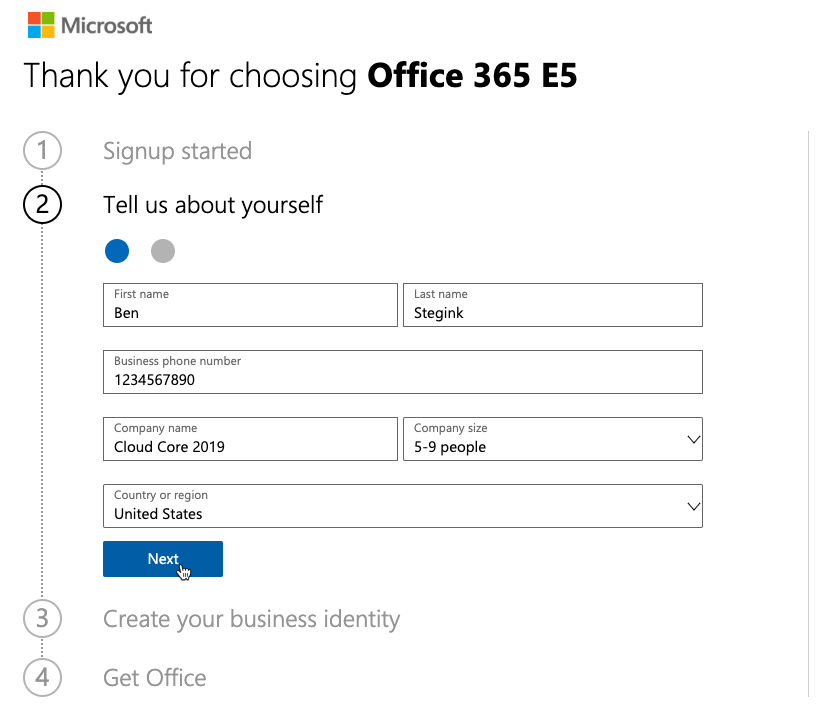 Microsoft
Thank you for choosing Office 365 E5
1 Signup started
2 Tell us about yourself
First name Last name
Ben Stegink
Business phone number
1234567890
Company name Company size
Cloud Core 2019 5-9 people
Country or region
United States
Next
3 Create your business identity
4 Get Office